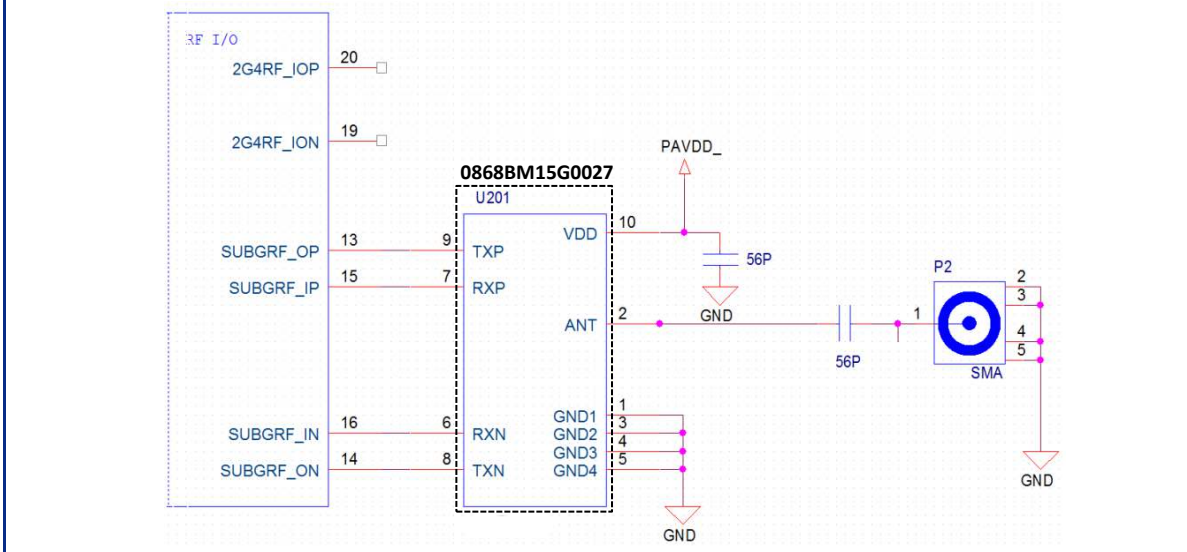 RF I/O
2G4RF_IOP 20
2G4RF_ION 19
PAVDD_
0868BM15G0027
U201
VDD 10
SUBGRF_OP 13 9 TXP
56P
SUBGRF_IP 15 7 RXP
P2
2
3
GND
ANT 2
1
4
5
56P
SMA
GND1 1
SUBGRF_IN 16 6 RXN
GND2 3
GND3 4
SUBGRF_ON 14 8 TXN
GND4 5
GND
GND